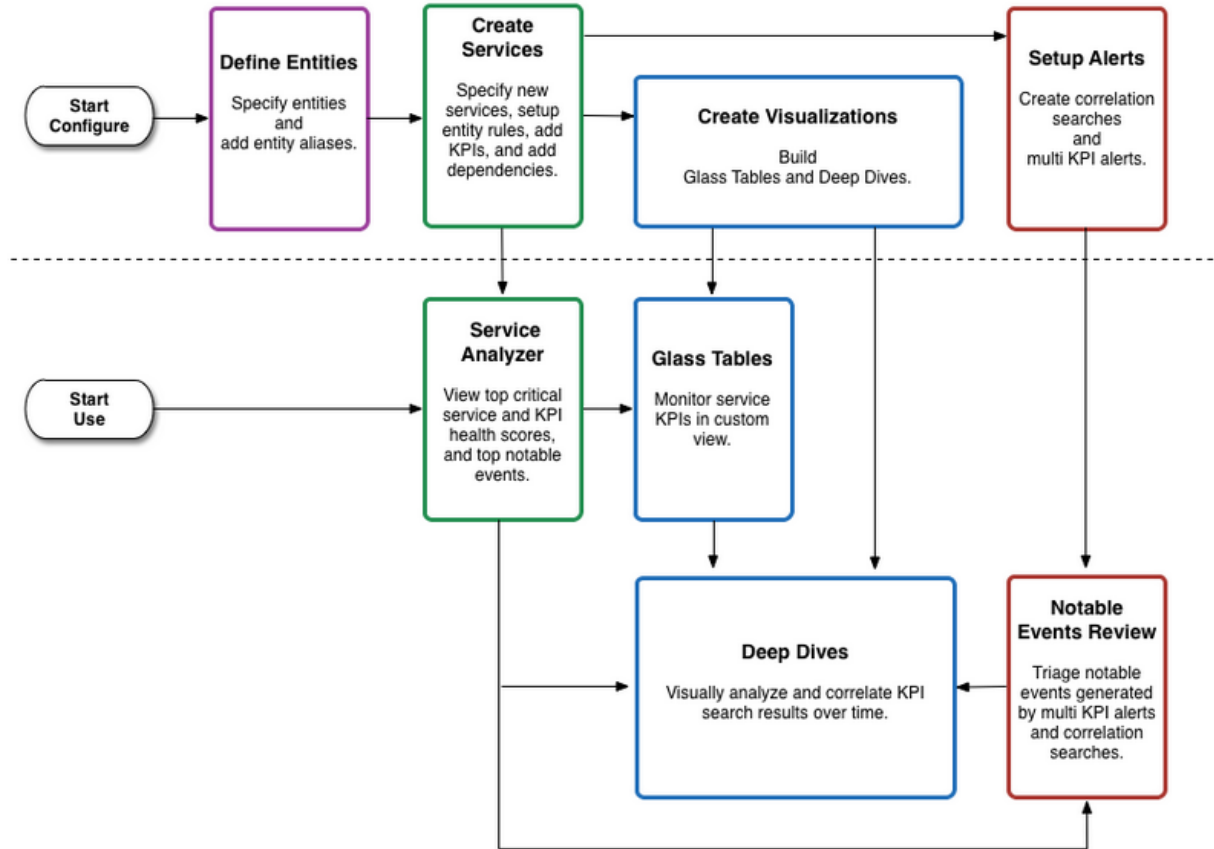 Start
Configure
Define Entities
Specify entities
and
add entity aliases.
Create
Services
Specify new
services, setup
entity rules, add
KPIs, and add
dependencies.
Create Visualizations
Build
Glass Tables and Deep Dives.
Setup Alerts
Create correlation
searches
and
multi KPI alerts.
Start
Use
Service
Analyzer
View top critical
service and KPI
health scores,
and top notable
events.
Glass Tables
Monitor service
KPIs in custom
view.
Deep Dives
Visually analyze and correlate KPI
search results over time.
Notable
Events Review
Triage notable
events generated
by multi KPI alerts
and correlation
searches.